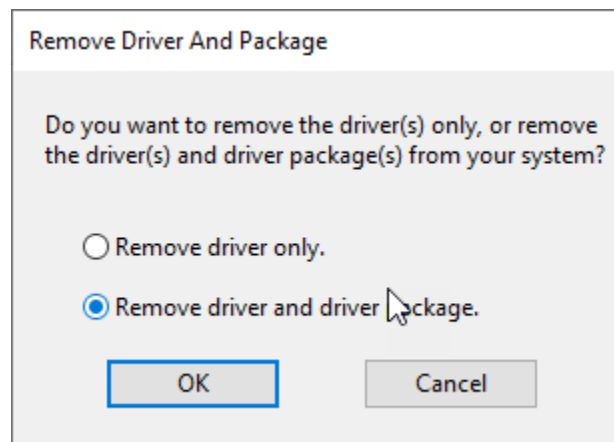 Remove Driver And Package
Do you want to remove the driver(s) only, or remove
the driver(s) and driver package(s) from your system?
Remove driver only.
Remove driver and driver package.
OK
Cancel